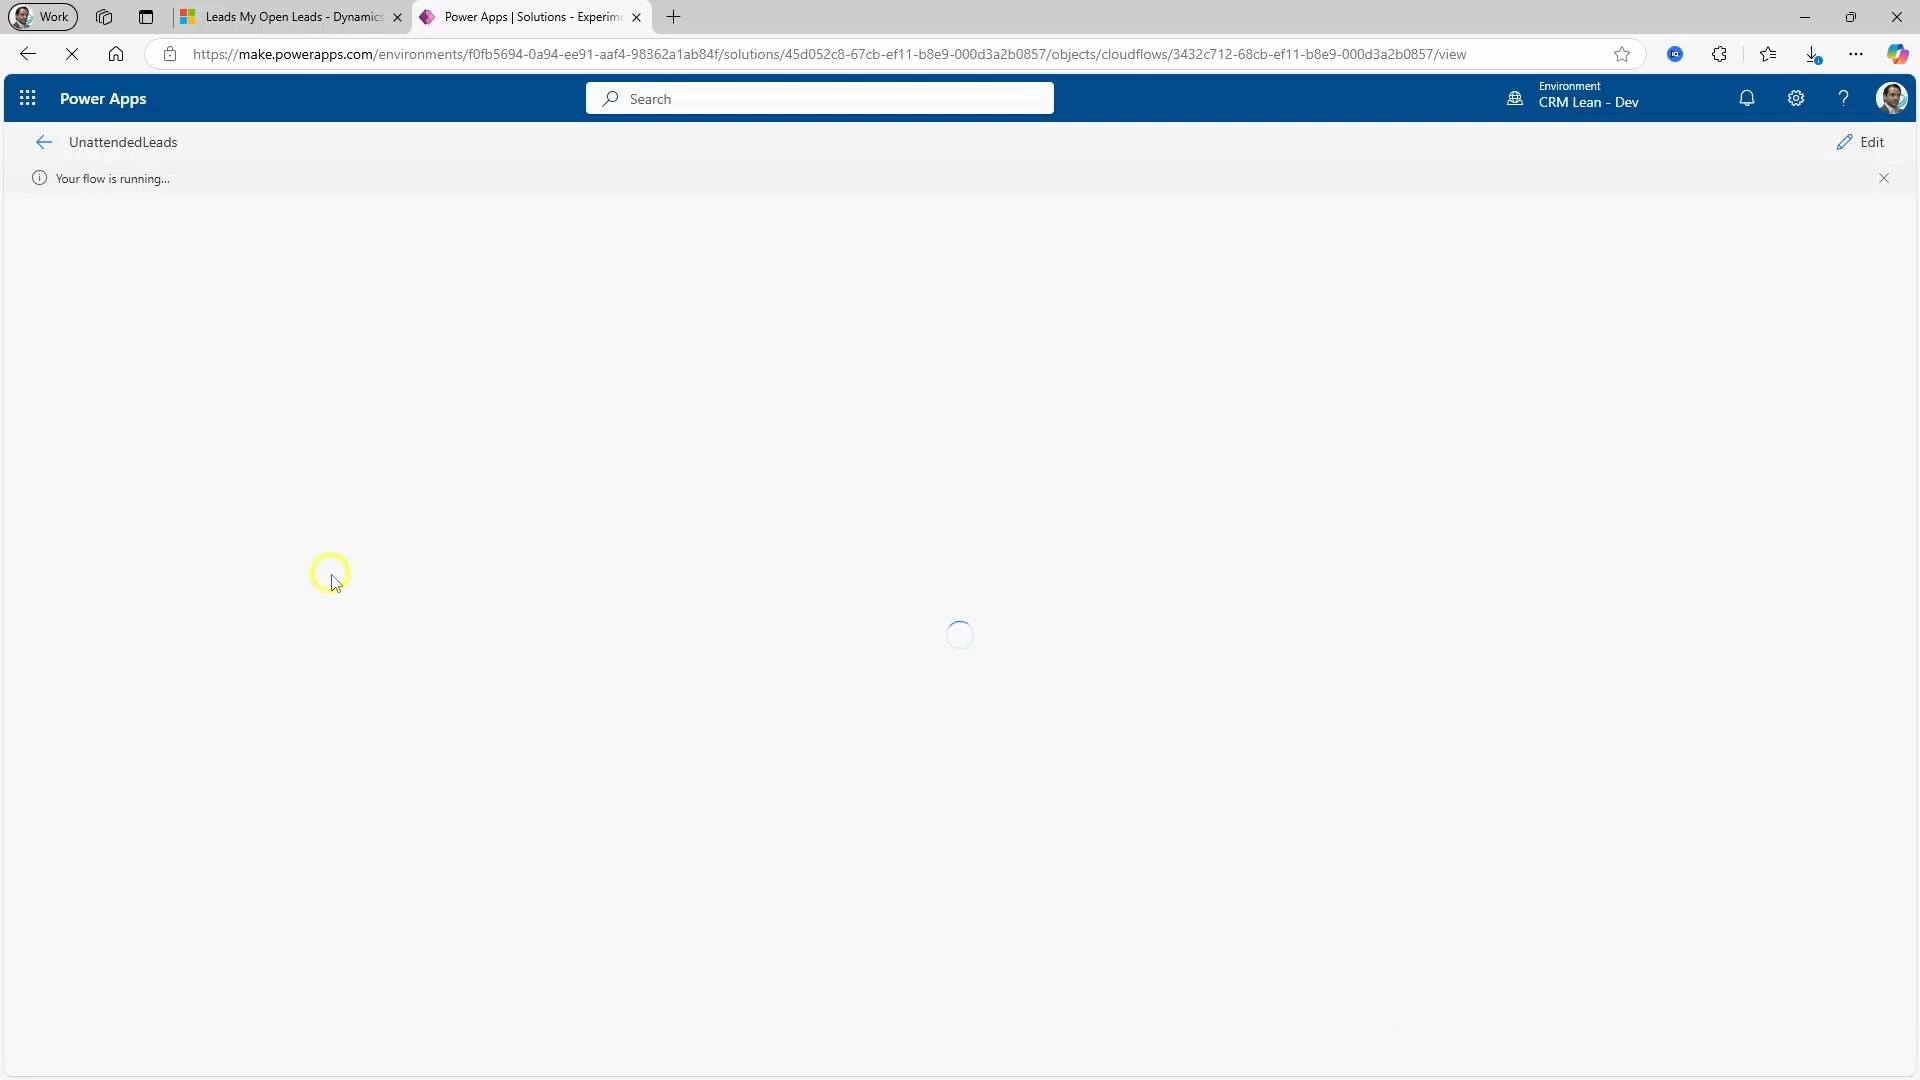 Work
Leads My Open Leads - Dynamics
Power Apps | Solutions - Experime
https://make.powerapps.com/environments/f0fb5694-0a94-ee91-aaf4-98362a1ab84f/solutions/45d052c8-67cb-ef11-b8e9-000d3a2b0857/objects/cloudflows/3432c712-68cb-ef11-b8e9-000d3a2b0857/view
Power Apps
Search
Environment
CRM Lean - Dev
UnattendedLeads
Edit
Your flow is running...